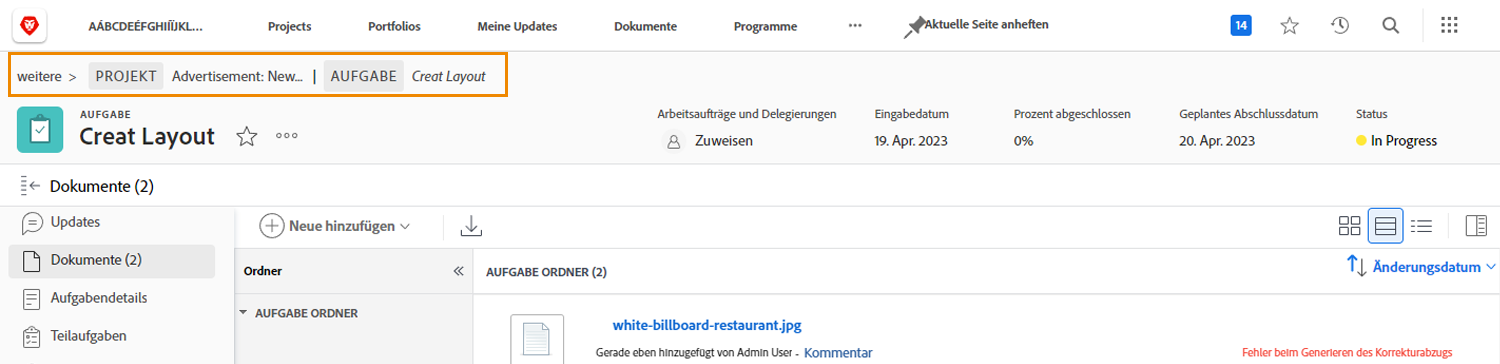 AÁBCDEÉFGHIIÍJKL... Projects Portfolios Meine Updates Dokumente Programme ••• Aktuelle Seite anheften 14
weitere > PROJEKT Advertisement: New... | AUFGABE Creat Layout
AUFGABE
Creat Layout
Arbeitsaufträge und Delegierungen Eingabedatum Prozent abgeschlossen Geplantes Abschlussdatum Status
Zuweisen 19. Apr. 2023 0% 20. Apr. 2023 In Progress
Dokumente (2)
Updates
Dokumente (2)
Aufgabendetails
Teilaufgaben
Neue hinzufügen
Ordner
AUFGABE ORDNER
AUFGABE ORDNER (2)
Änderungsdatum
white-billboard-restaurant.jpg
Gerade eben hinzugefügt von Admin User - Kommentar
Fehler beim Generieren des Korrekturabzugs